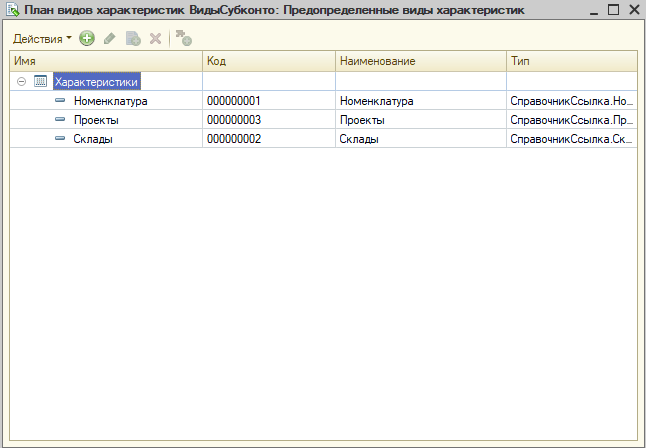 План видов характеристик ВидыСубконто: Предопределенные виды характеристик
Действия
Имя Код Наименование Тип
Характеристики
Номенклатура 000000001 Номенклатура СправочникСсылка.Но...
Проекты 000000003 Проекты СправочникСсылка.Пр...
Склады 000000002 Склады СправочникСсылка.Ск...